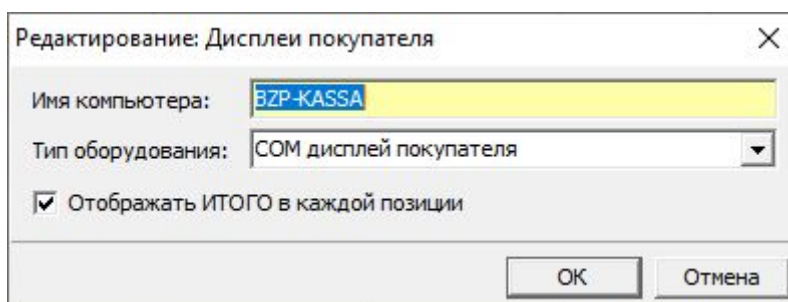 Редактирование: Дисплеи покупателя
Имя компьютера: BZP-KASSA
Тип оборудования: COM дисплей покупателя
Отображать ИТОГО в каждой позиции
OK Отмена